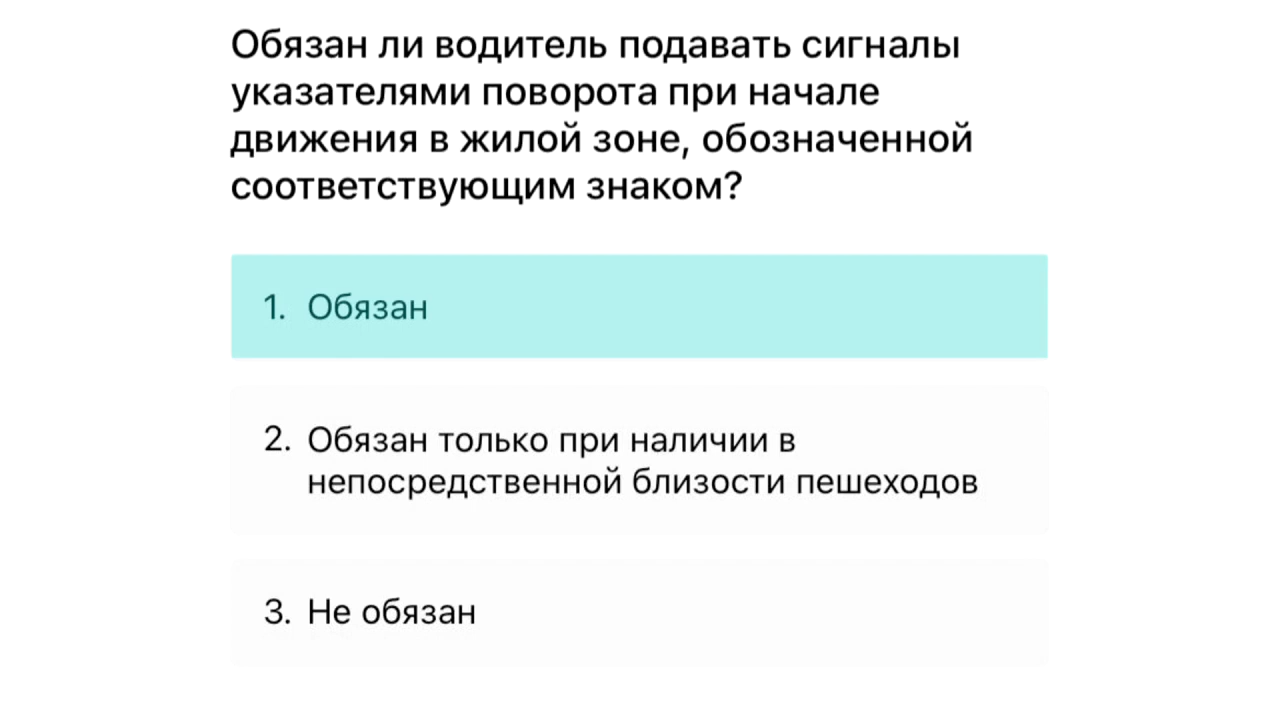 Обязан ли водитель подавать сигналы
указателями поворота при начале
движения в жилой зоне, обозначенной
соответствующим знаком?
1. Обязан
2. Обязан только при наличии в
непосредственной близости пешеходов
3. Не обязан